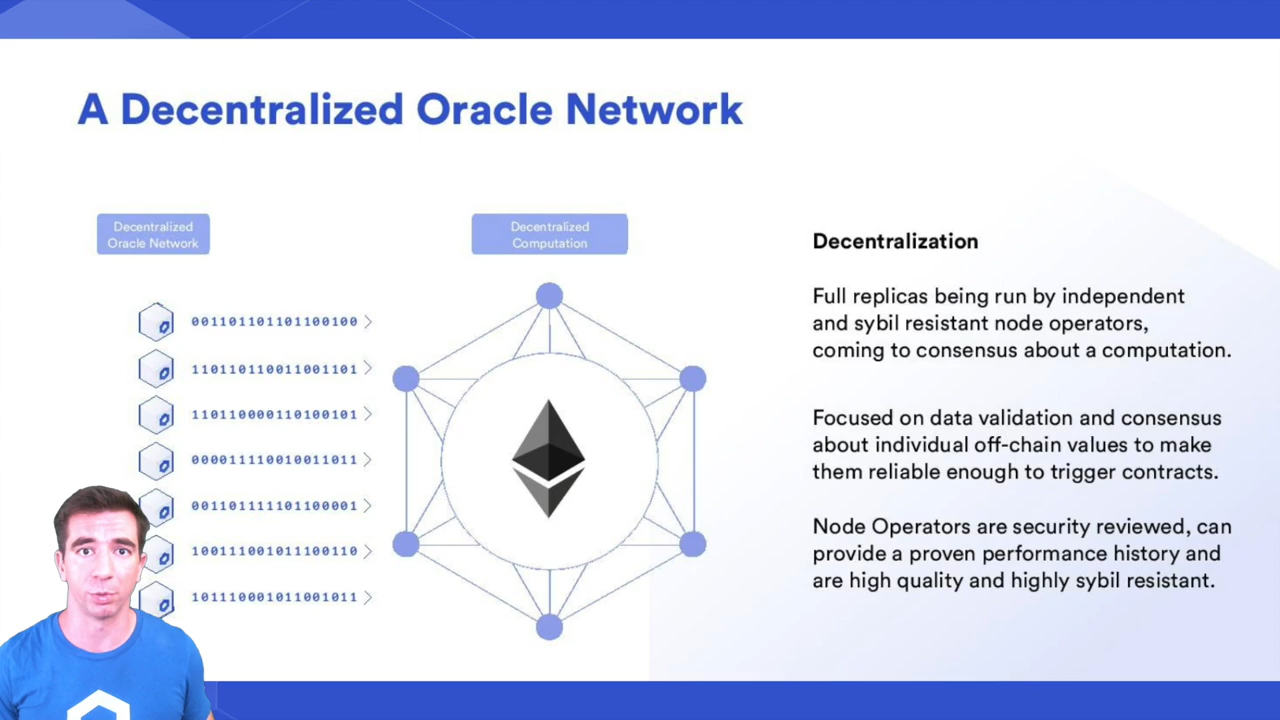 A Decentralized Oracle Network
Decentralized
Oracle Network
Decentralized
Computation
001101101101100100
110110110011001101
110110000110100101
000011110010011011
001101111101100001
100111001011100110
101110001011001011
Decentralization
Full replicas being run by independent
and sybil resistant node operators,
coming to consensus about a computation.
Focused on data validation and consensus
about individual off-chain values to make
them reliable enough to trigger contracts.
Node Operators are security reviewed, can
provide a proven performance history and
are high quality and highly sybil resistant.